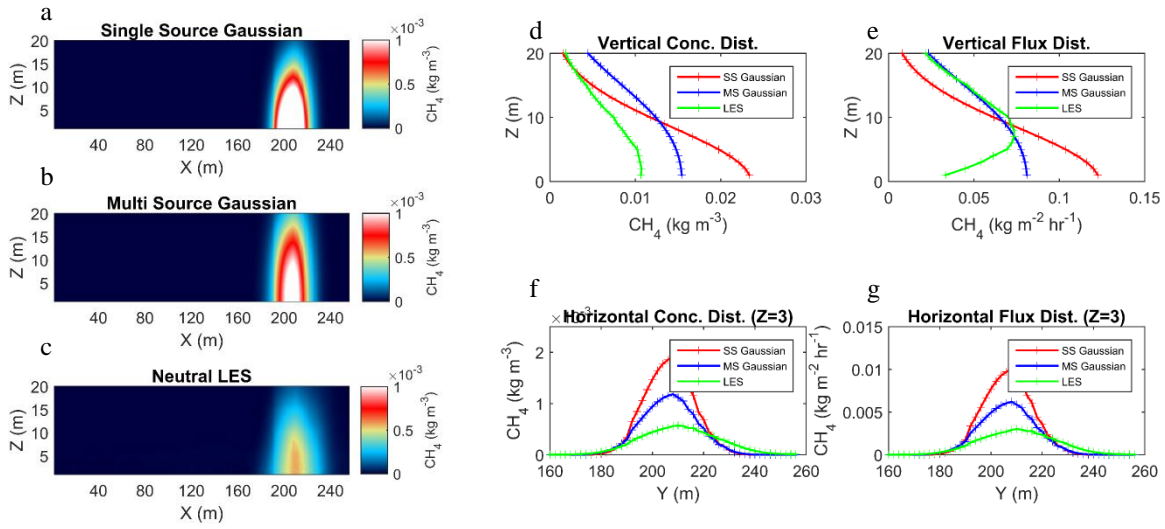 a
Single Source Gaussian
×10⁻³
20
15
10
5
Z (m)
40 80 120 160 200 240
X (m)
1
0.5
0
CH₄ (kg m⁻³)
b
Multi Source Gaussian
×10⁻³
20
15
10
5
Z (m)
40 80 120 160 200 240
X (m)
1
0.5
0
CH₄ (kg m⁻³)
c
Neutral LES
×10⁻³
20
15
10
5
Z (m)
40 80 120 160 200 240
X (m)
1
0.5
0
CH₄ (kg m⁻³)
d
Vertical Conc. Dist.
20
10
0
Z (m)
SS Gaussian
MS Gaussian
LES
0 0.01 0.02 0.03
CH₄ (kg m⁻³)
e
Vertical Flux Dist.
20
10
0
Z (m)
SS Gaussian
MS Gaussian
LES
0 0.05 0.1 0.15
CH₄ (kg m⁻² hr⁻¹)
f
Horizontal Conc. Dist. (Z=3)
2
1
0
CH₄ (kg m⁻³)
SS Gaussian
MS Gaussian
LES
160 180 200 220 240 260
Y (m)
g
Horizontal Flux Dist. (Z=3)
0.015
0.01
0.005
0
CH₄ (kg m⁻² hr⁻¹)
SS Gaussian
MS Gaussian
LES
160 180 200 220 240 260
Y (m)